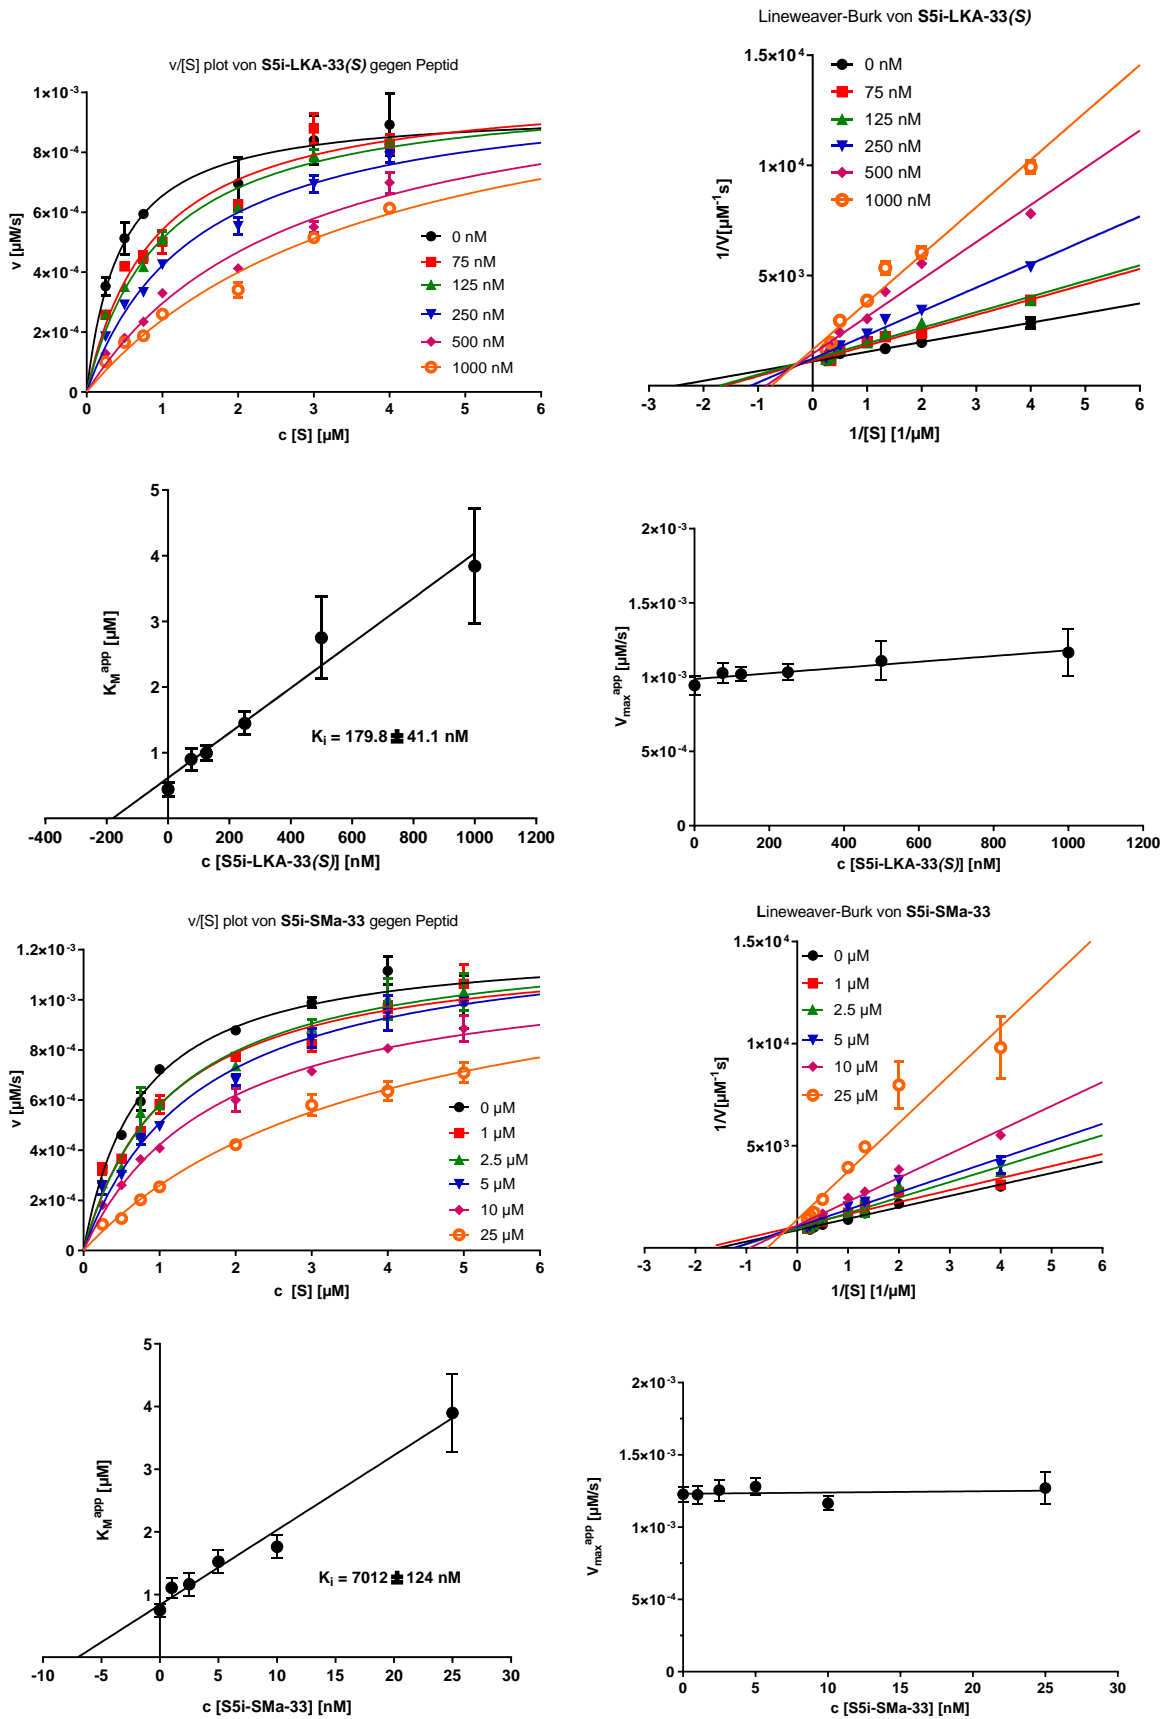 v/[S] plot von S5i-LKA-33(S) gegen Peptid
1×10-3
8×10-4
6×10-4
4×10-4
2×10-4
0
v [µM/s]
0 nM
75 nM
125 nM
250 nM
500 nM
1000 nM
0 1 2 3 4 5 6
c [S] [µM]
Lineweaver-Burk von S5i-LKA-33(S)
1.5×104
1×104
5×103
1/V[µM-1s]
0 nM
75 nM
125 nM
250 nM
500 nM
1000 nM
-3 -2 -1 0 1 2 3 4 5 6
1/[S] [1/µM]
5
4
3
2
1
KMapp [µM]
Ki = 179.8 ± 41.1 nM
-400 -200 0 200 400 600 800 1000 1200
c [S5i-LKA-33(S)] [nM]
2×10-3
1.5×10-3
1×10-3
5×10-4
0
Vmaxapp [µM/s]
0 200 400 600 800 1000 1200
c [S5i-LKA-33(S)] [nM]
v/[S] plot von S5i-SMa-33 gegen Peptid
1.2×10-3
1×10-3
8×10-4
6×10-4
4×10-4
2×10-4
0
v [µM/s]
0 µM
1 µM
2.5 µM
5 µM
10 µM
25 µM
0 1 2 3 4 5 6
c [S] [µM]
Lineweaver-Burk von S5i-SMa-33
1.5×104
1×104
5×103
1/V[µM-1s]
0 µM
1 µM
2.5 µM
5 µM
10 µM
25 µM
-3 -2 -1 0 1 2 3 4 5 6
1/[S] [1/µM]
5
4
3
2
1
KMapp [µM]
Ki = 7012 ± 124 nM
-10 -5 0 5 10 15 20 25 30
c [S5i-SMa-33] [nM]
2×10-3
1.5×10-3
1×10-3
5×10-4
0
Vmaxapp [µM/s]
0 5 10 15 20 25 30
c [S5i-SMa-33] [nM]